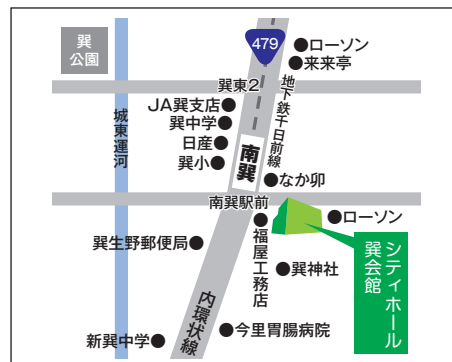 巽
公園
479
ローソン
来来亭
巽東2
地下鉄千日前線
JA巽支店
巽中学
日産
巽小
城東運河
南巽
なか卯
南巽駅前
ローソン
福屋工務店
シティホール
巽会館
巽生野郵便局
巽神社
内環状線
今里胃腸病院
新巽中学